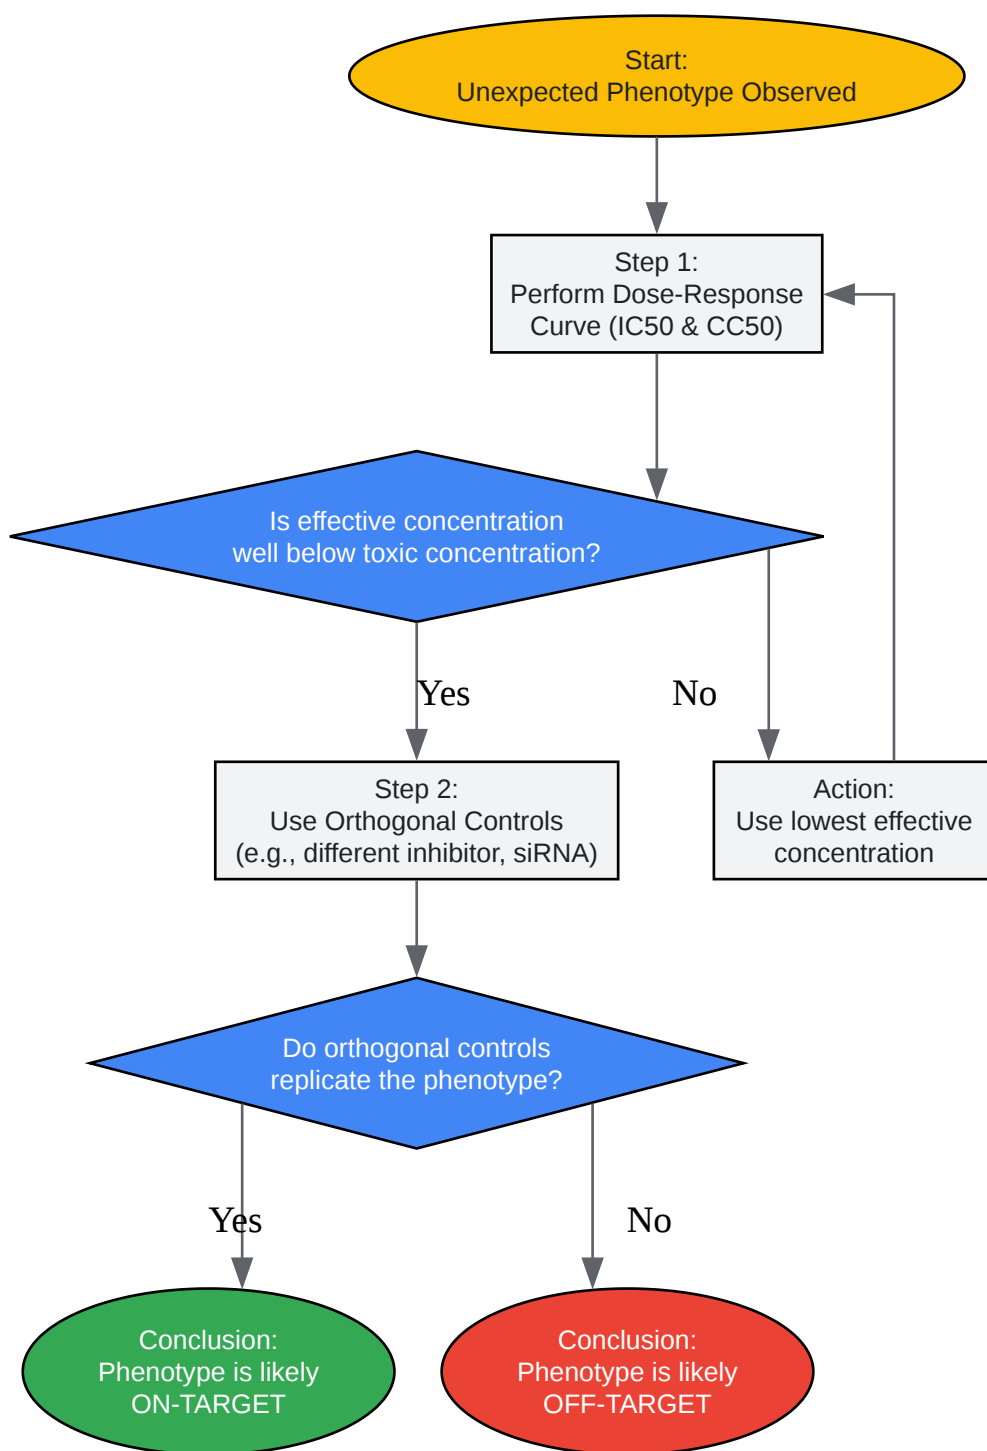 Start:
Unexpected Phenotype Observed
Step 1:
Perform Dose-Response
Curve (IC50 & CC50)
Is effective concentration
well below toxic concentration?
Yes
No
Step 2:
Use Orthogonal Controls
(e.g., different inhibitor, siRNA)
Action:
Use lowest effective
concentration
Do orthogonal controls
replicate the phenotype?
Yes
No
Conclusion:
Phenotype is likely
ON-TARGET
Conclusion:
Phenotype is likely
OFF-TARGET